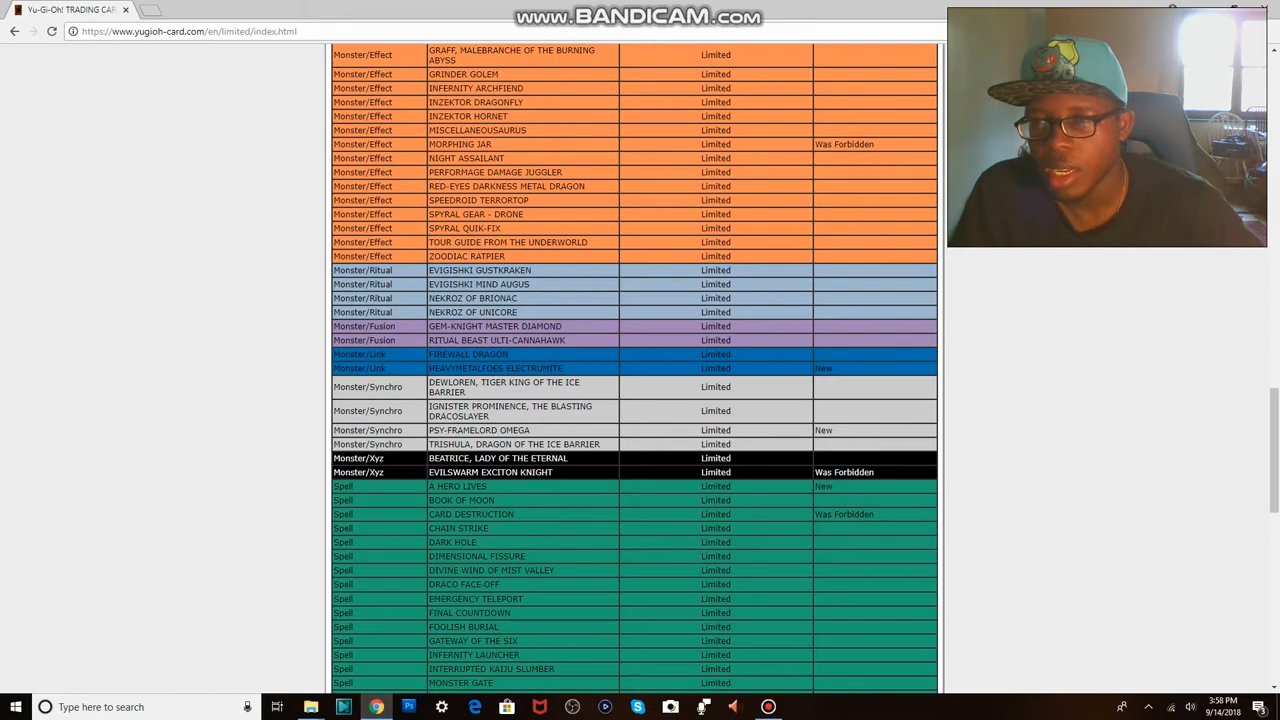 Yu-Gi-Oh! TRADING CAR
www.BANDICAM.com
https://www.yugioh-card.com/en/limited/index.html
Monster/Effect GRAFF, MALEBRANCHE OF THE BURNING ABYSS Limited
Monster/Effect GRINDER GOLEM Limited
Monster/Effect INFERNITY ARCHFIEND Limited
Monster/Effect INZEKTOR DRAGONFLY Limited
Monster/Effect INZEKTOR HORNET Limited
Monster/Effect MISCELLANEOUSAURUS Limited
Monster/Effect MORPHING JAR Limited Was Forbidden
Monster/Effect NIGHT ASSAILANT Limited
Monster/Effect PERFORMAGE DAMAGE JUGGLER Limited
Monster/Effect RED-EYES DARKNESS METAL DRAGON Limited
Monster/Effect SPEEDROID TERRORTOP Limited
Monster/Effect SPYRAL GEAR - DRONE Limited
Monster/Effect SPYRAL QUIK-FIX Limited
Monster/Effect TOUR GUIDE FROM THE UNDERWORLD Limited
Monster/Effect ZOODIAC RATPIER Limited
Monster/Ritual EVIGISHKI GUSTKRAKEN Limited
Monster/Ritual EVIGISHKI MIND AUGUS Limited
Monster/Ritual NEKROZ OF BRIONAC Limited
Monster/Ritual NEKROZ OF UNICORE Limited
Monster/Fusion GEM-KNIGHT MASTER DIAMOND Limited
Monster/Fusion RITUAL BEAST ULTI-CANNAHAWK Limited
Monster/Link FIREWALL DRAGON Limited
Monster/Link HEAVYMETALFOES ELECTRUMITE Limited New
Monster/Synchro DEWLOREN, TIGER KING OF THE ICE BARRIER Limited
Monster/Synchro IGNISTER PROMINENCE, THE BLASTING DRACOSLAYER Limited
Monster/Synchro PSY-FRAMELORD OMEGA Limited New
Monster/Synchro TRISHULA, DRAGON OF THE ICE BARRIER Limited
Monster/Xyz BEATRICE, LADY OF THE ETERNAL Limited
Monster/Xyz EVILSWARM EXCITON KNIGHT Limited Was Forbidden
Spell A HERO LIVES Limited New
Spell BOOK OF MOON Limited
Spell CARD DESTRUCTION Limited Was Forbidden
Spell CHAIN STRIKE Limited
Spell DARK HOLE Limited
Spell DIMENSIONAL FISSURE Limited
Spell DIVINE WIND OF MIST VALLEY Limited
Spell DRACO FACE-OFF Limited
Spell EMERGENCY TELEPORT Limited
Spell FINAL COUNTDOWN Limited
Spell FOOLISH BURIAL Limited
Spell GATEWAY OF THE SIX Limited
Spell INFERNITY LAUNCHER Limited
Spell INTERRUPTED KAIJU SLUMBER Limited
Spell MONSTER GATE Limited
Type here to search
3:58 PM
9/14/2018